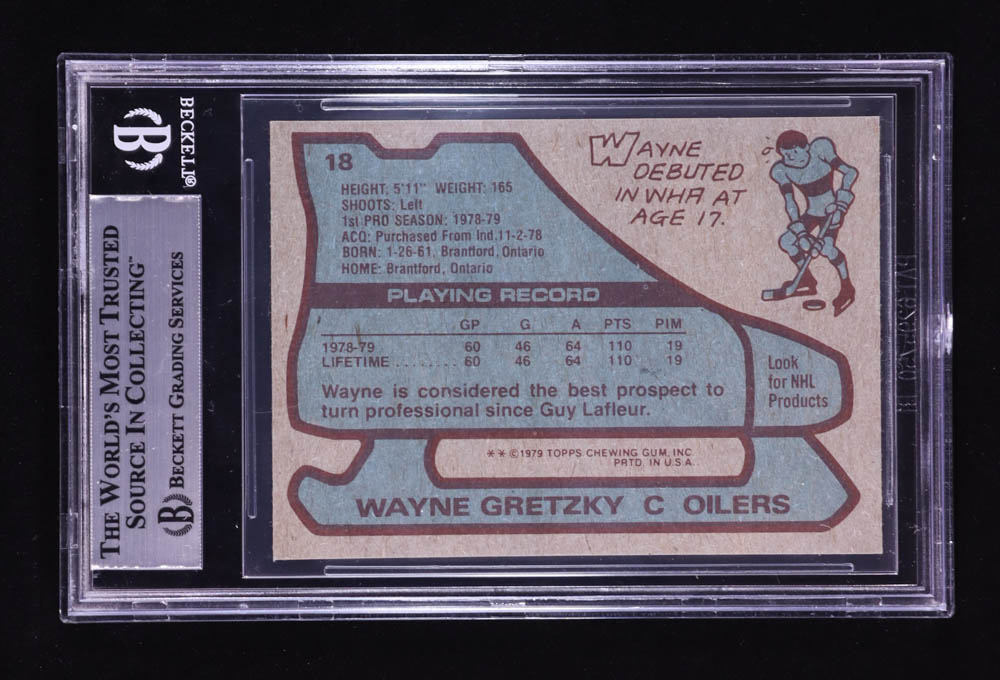 BECKETT®
THE WORLD'S MOST TRUSTED
SOURCE IN COLLECTING™
BECKETT GRADING SERVICES
18
HEIGHT: 5'11" WEIGHT: 165
SHOOTS: Left
1st PRO SEASON: 1978-79
ACQ: Purchased From Ind.11-2-78
BORN: 1-26-61, Brantford, Ontario
HOME: Brantford, Ontario
WAYNE
DEBUTED
IN WHA AT
AGE 17.
PLAYING RECORD
GP G A PTS PIM
1978-79 60 46 64 110 19
LIFETIME ........ 60 46 64 110 19
Wayne is considered the best prospect to
turn professional since Guy Lafleur.
Look
for NHL
Products
**©1979 TOPPS CHEWING GUM, INC.
PRTD. IN U.S.A.
WAYNE GRETZKY C OILERS